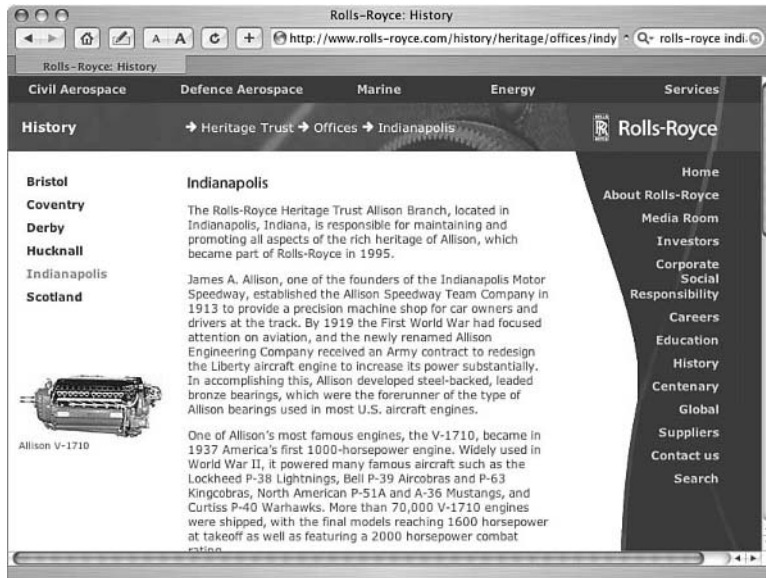 Rolls-Royce: History
A A
http://www.rolls-royce.com/history/heritage/offices/indy
rolls-royce indi
Rolls-Royce: History
Civil Aerospace Defence Aerospace Marine Energy Services
History → Heritage Trust → Offices → Indianapolis Rolls-Royce
Bristol
Coventry
Derby
Hucknall
Indianapolis
Scotland
Allison V-1710
Indianapolis
The Rolls-Royce Heritage Trust Allison Branch, located in
Indianapolis, Indiana, is responsible for maintaining and
promoting all aspects of the rich heritage of Allison, which
became part of Rolls-Royce in 1995.
James A. Allison, one of the founders of the Indianapolis Motor
Speedway, established the Allison Speedway Team Company in
1913 to provide a precision machine shop for car owners and
drivers at the track. By 1919 the First World War had focused
attention on aviation, and the newly renamed Allison
Engineering Company received an Army contract to redesign
the Liberty aircraft engine to increase its power substantially.
In accomplishing this, Allison developed steel-backed, leaded
bronze bearings, which were the forerunner of the type of
Allison bearings used in most U.S. aircraft engines.
One of Allison's most famous engines, the V-1710, became in
1937 America's first 1000-horsepower engine. Widely used in
World War II, it powered many famous aircraft such as the
Lockheed P-38 Lightnings, Bell P-39 Aircobras and P-63
Kingcobras, North American P-51A and A-36 Mustangs, and
Curtiss P-40 Warhawks. More than 70,000 V-1710 engines
were shipped, with the final models reaching 1600 horsepower
at takeoff as well as featuring a 2000 horsepower combat
rating
Home
About Rolls-Royce
Media Room
Investors
Corporate
Social
Responsibility
Careers
Education
History
Centenary
Global
Suppliers
Contact us
Search